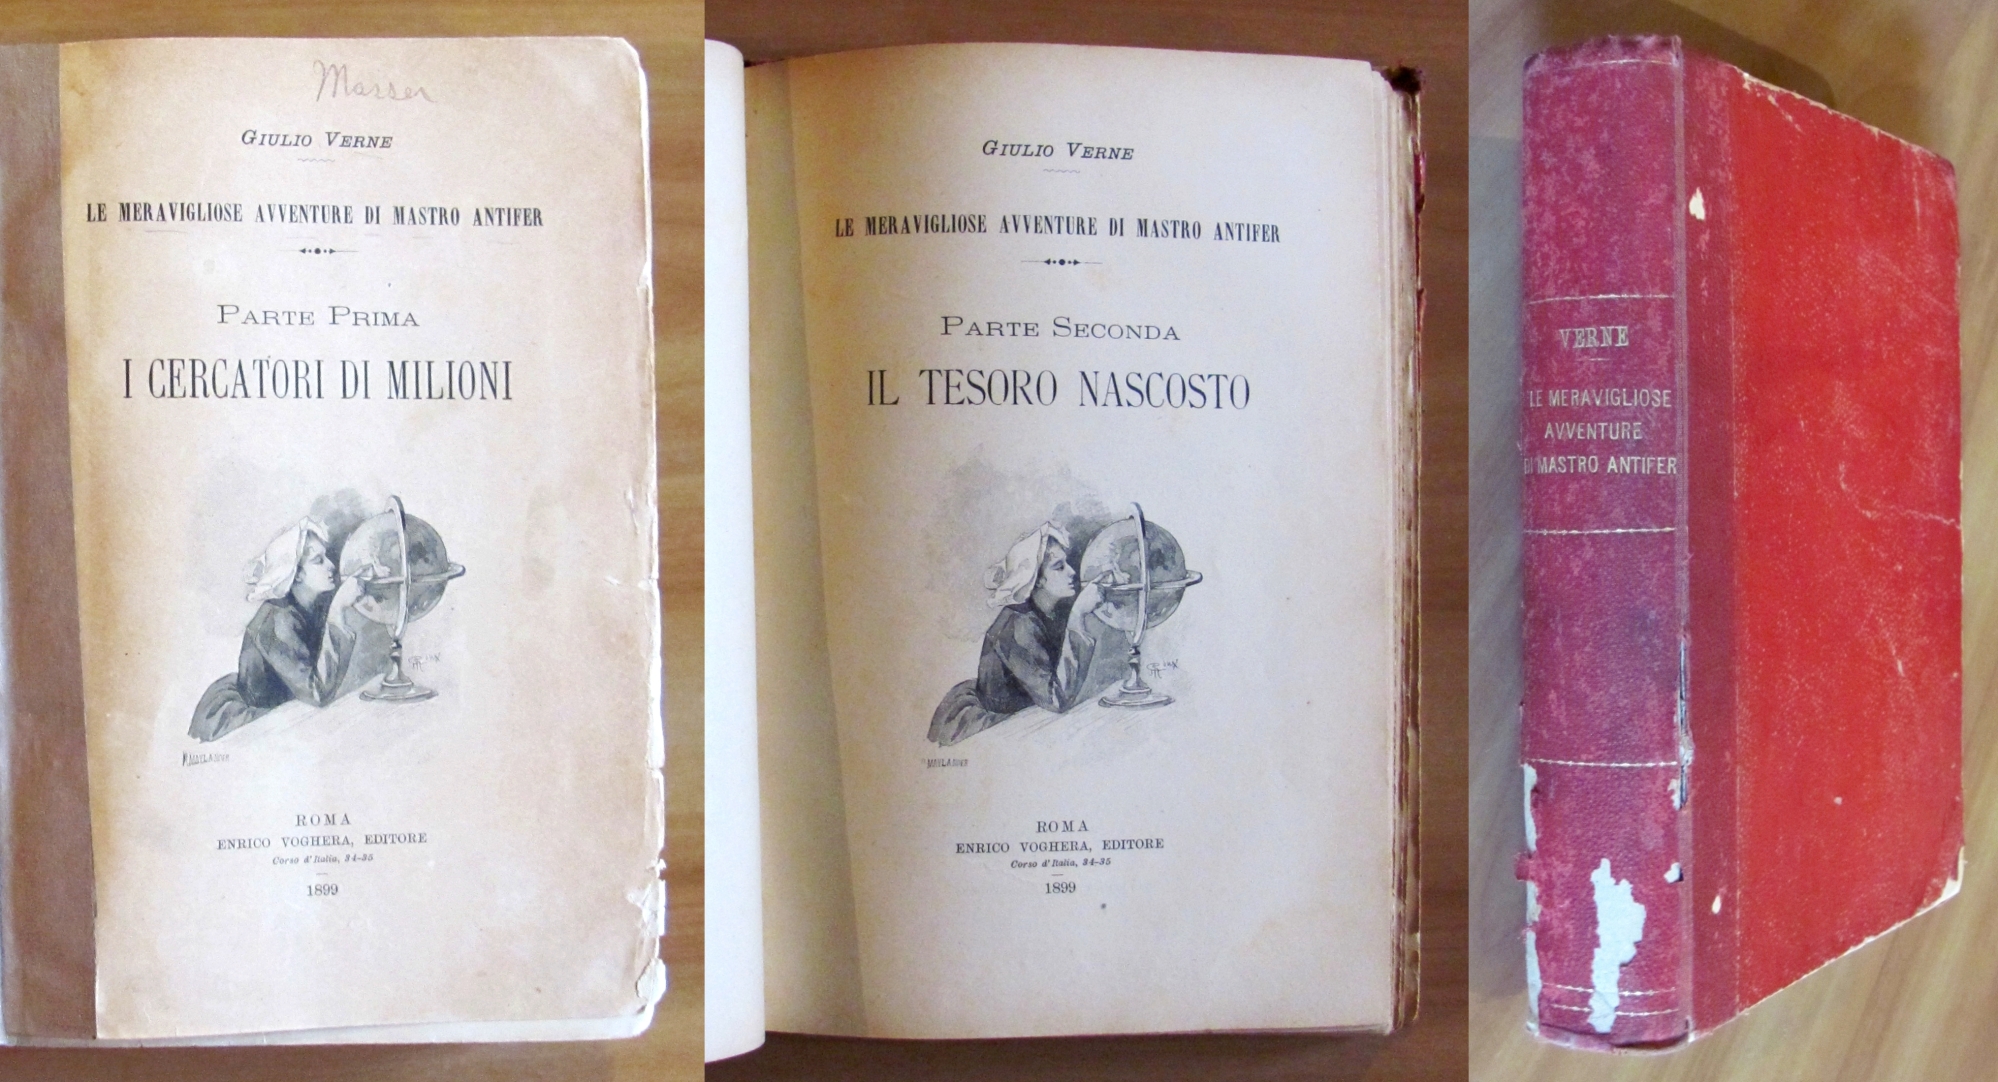 Masser
GIULIO VERNE
LE MERAVIGLIOSE AVVENTURE DI MASTRO ANTIFER
PARTE PRIMA
I CERCATORI DI MILIONI
ROMA
ENRICO VOGHERA, EDITORE
Corso d'Italia, 34-35
1899
GIULIO VERNE
LE MERAVIGLIOSE AVVENTURE DI MASTRO ANTIFER
PARTE SECONDA
IL TESORO NASCOSTO
MAYLANDER
ROMA
ENRICO VOGHERA, EDITORE
Corso d'Italia, 34-35
1899
VERNE
LE MERAVIGLIOSE
AVVENTURE
DI MASTRO ANTIFER